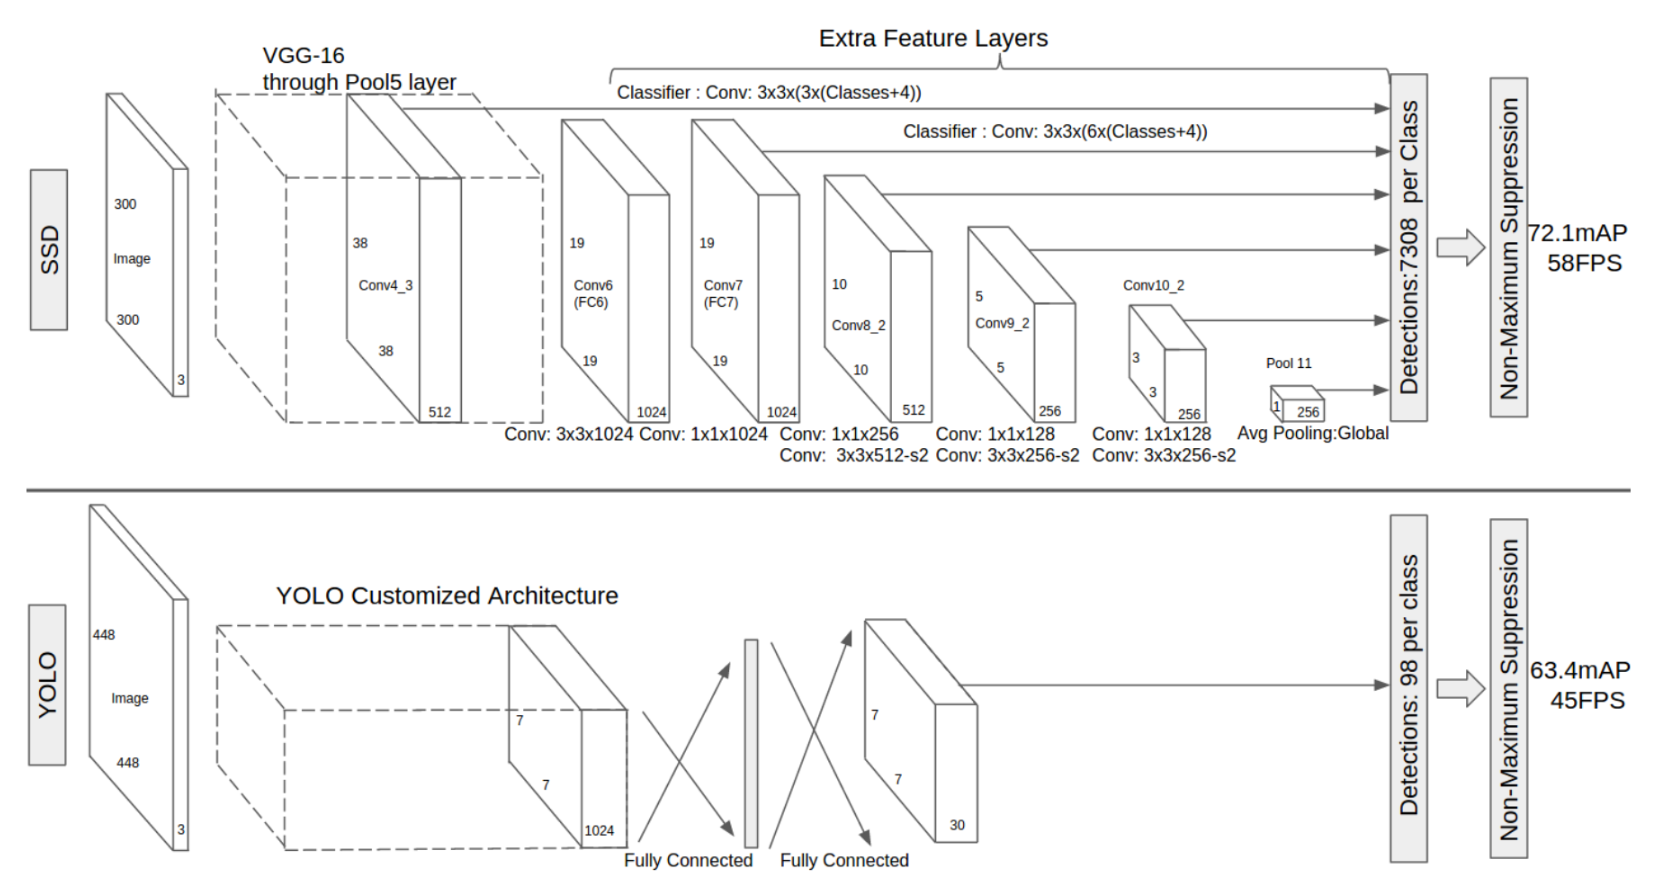 Extra Feature Layers
VGG-16
through Pool5 layer
Classifier : Conv: 3x3x(3x(Classes+4))
Classifier : Conv: 3x3x(6x(Classes+4))
SSD
300
Image
300
3
38
Conv4_3
38
512
19
Conv6
(FC6)
19
1024
19
Conv7
(FC7)
19
1024
10
Conv8_2
10
512
5
Conv9_2
5
256
Conv10_2
3
3
256
Pool 11
1
256
Conv: 3x3x1024
Conv: 1x1x1024
Conv: 1x1x256
Conv: 3x3x512-s2
Conv: 1x1x128
Conv: 3x3x256-s2
Conv: 1x1x128
Conv: 3x3x256-s2
Avg Pooling:Global
Detections:7308 per Class
Non-Maximum Suppression
72.1mAP
58FPS
YOLO
448
Image
448
3
YOLO Customized Architecture
7
7
1024
Fully Connected
Fully Connected
7
7
30
Detections: 98 per class
Non-Maximum Suppression
63.4mAP
45FPS